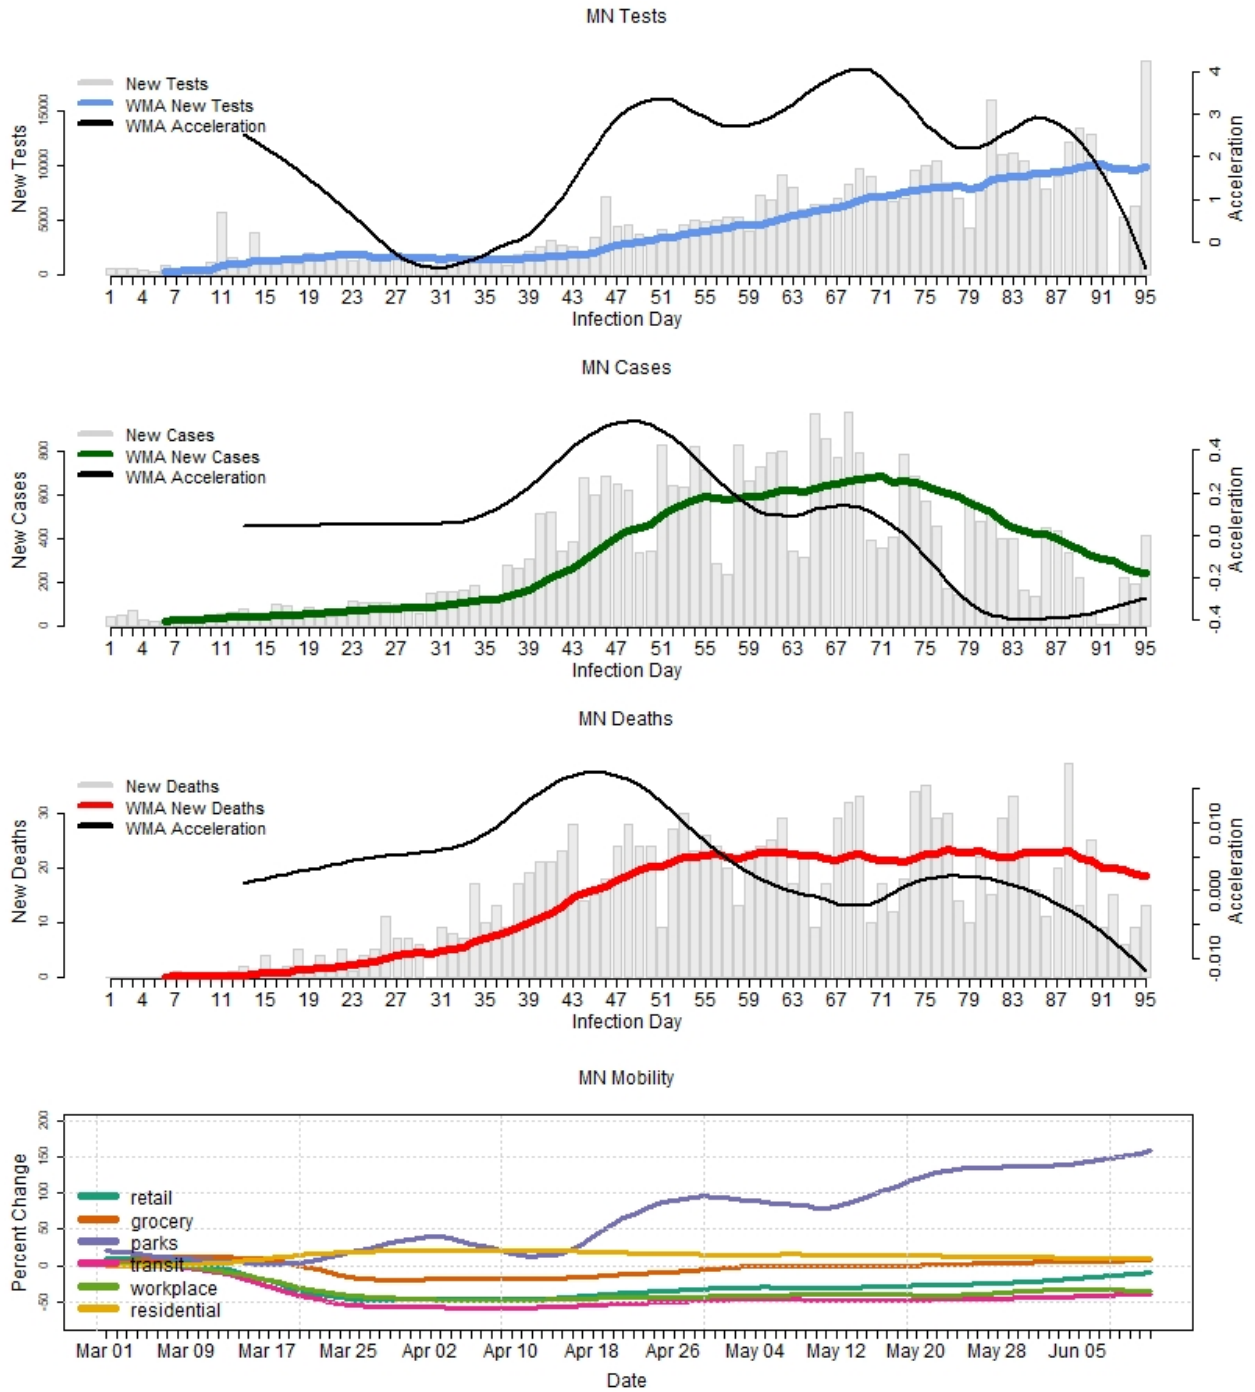 MN Tests
New Tests
WMA New Tests
WMA Acceleration
New Tests
0 5000 10000 15000
Acceleration
0 1 2 3 4
1 4 7 11 15 19 23 27 31 35 39 43 47 51 55 59 63 67 71 75 79 83 87 91 95
Infection Day
MN Cases
New Cases
WMA New Cases
WMA Acceleration
New Cases
0 200 400 600 800
Acceleration
-0.4 -0.2 0.0 0.2 0.4
1 4 7 11 15 19 23 27 31 35 39 43 47 51 55 59 63 67 71 75 79 83 87 91 95
Infection Day
MN Deaths
New Deaths
WMA New Deaths
WMA Acceleration
New Deaths
0 10 20 30
Acceleration
-0.010 0.000 0.010
1 4 7 11 15 19 23 27 31 35 39 43 47 51 55 59 63 67 71 75 79 83 87 91 95
Infection Day
MN Mobility
Percent Change
-50 0 50 100 150 200
retail
grocery
parks
transit
workplace
residential
Mar 01 Mar 09 Mar 17 Mar 25 Apr 02 Apr 10 Apr 18 Apr 26 May 04 May 12 May 20 May 28 Jun 05
Date